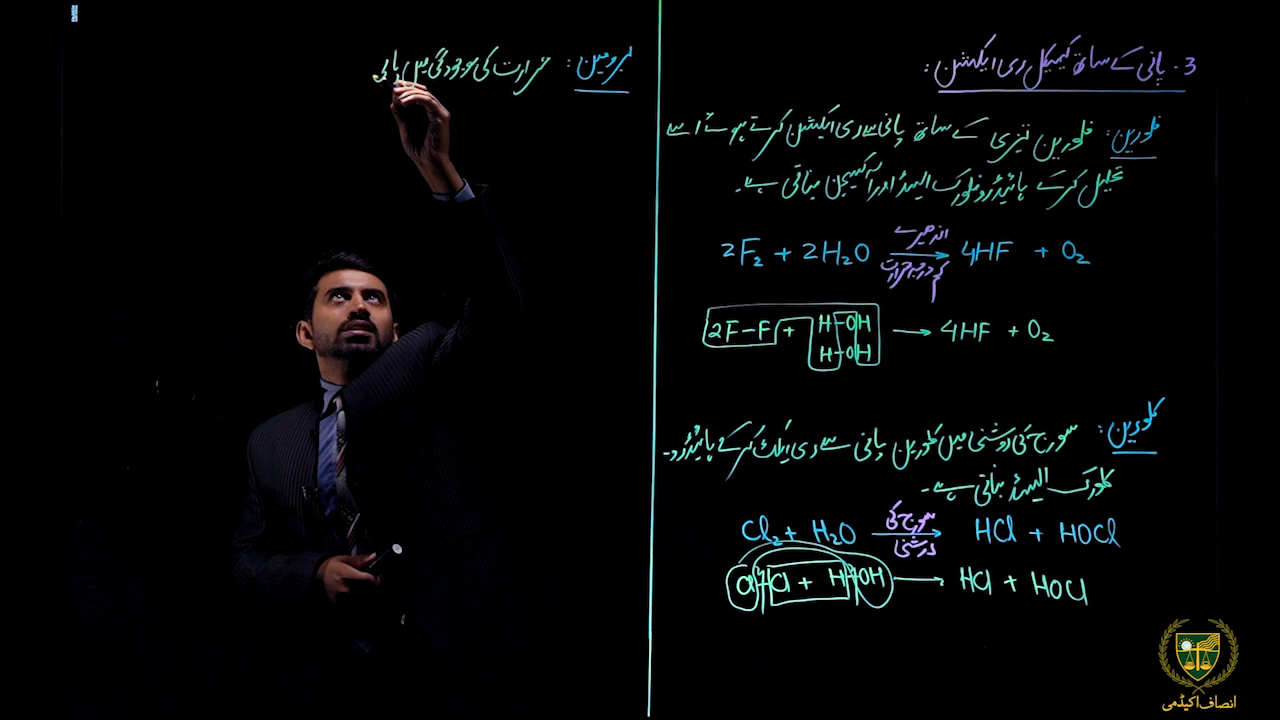 3. پانی کے ساتھ کیمیکل ری ایکشن :
فلورین : فلورین تیزی کے ساتھ پانی سے ری ایکشن کرتے ہوئے اسے
تحلیل کرکے ہائیڈروفلورک ایسڈ اور آکسیجن بناتی ہے۔
2F₂ + 2H₂O اندھیرے → کم درجہ حرارت 4HF + O₂
2F-F + H-OH H-OH → 4HF + O₂
کلورین : سورج کی روشنی میں کلورین پانی سے ری ایکٹ کرکے ہائیڈرو-
کلورک ایسڈ بناتی ہے۔
Cl₂ + H₂O سورج کی → روشنی HCl + HOCl
Cl-Cl + H-OH → HCl + HOCl
برومین : حرارت کی موجودگی میں پانی
انصاف اکیڈمی